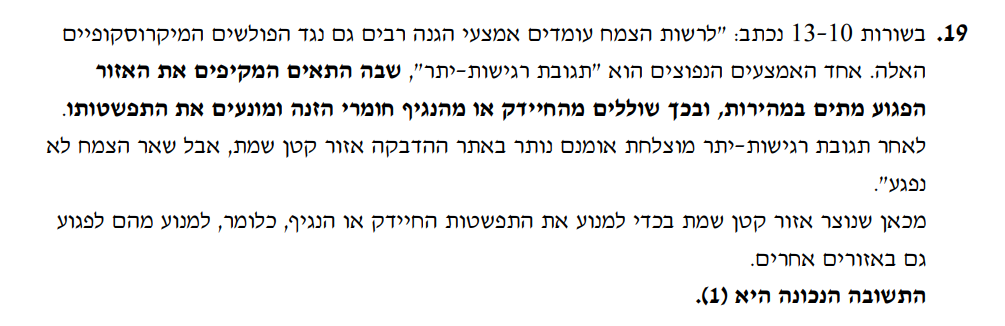 19. בשורות 10-13 נכתב: "לרשות הצמח עומדים אמצעי הגנה רבים גם נגד הפולשים המיקרוסקופיים
האלה. אחד האמצעים הנפוצים הוא "תגובת רגישות-יתר", שבה התאים המקיפים את האזור
הפגוע מתים במהירות, ובכך שוללים מהחיידק או מהנגיף חומרי הזנה ומונעים את התפשטותו.
לאחר תגובת רגישות-יתר מוצלחת אומנם נותר באתר ההדבקה אזור קטן שמת, אבל שאר הצמח לא
נפגע".
מכאן שנוצר אזור קטן שמת בכדי למנוע את התפשטות החיידק או הנגיף, כלומר, למנוע מהם לפגוע
גם באזורים אחרים.
התשובה הנכונה היא (1).